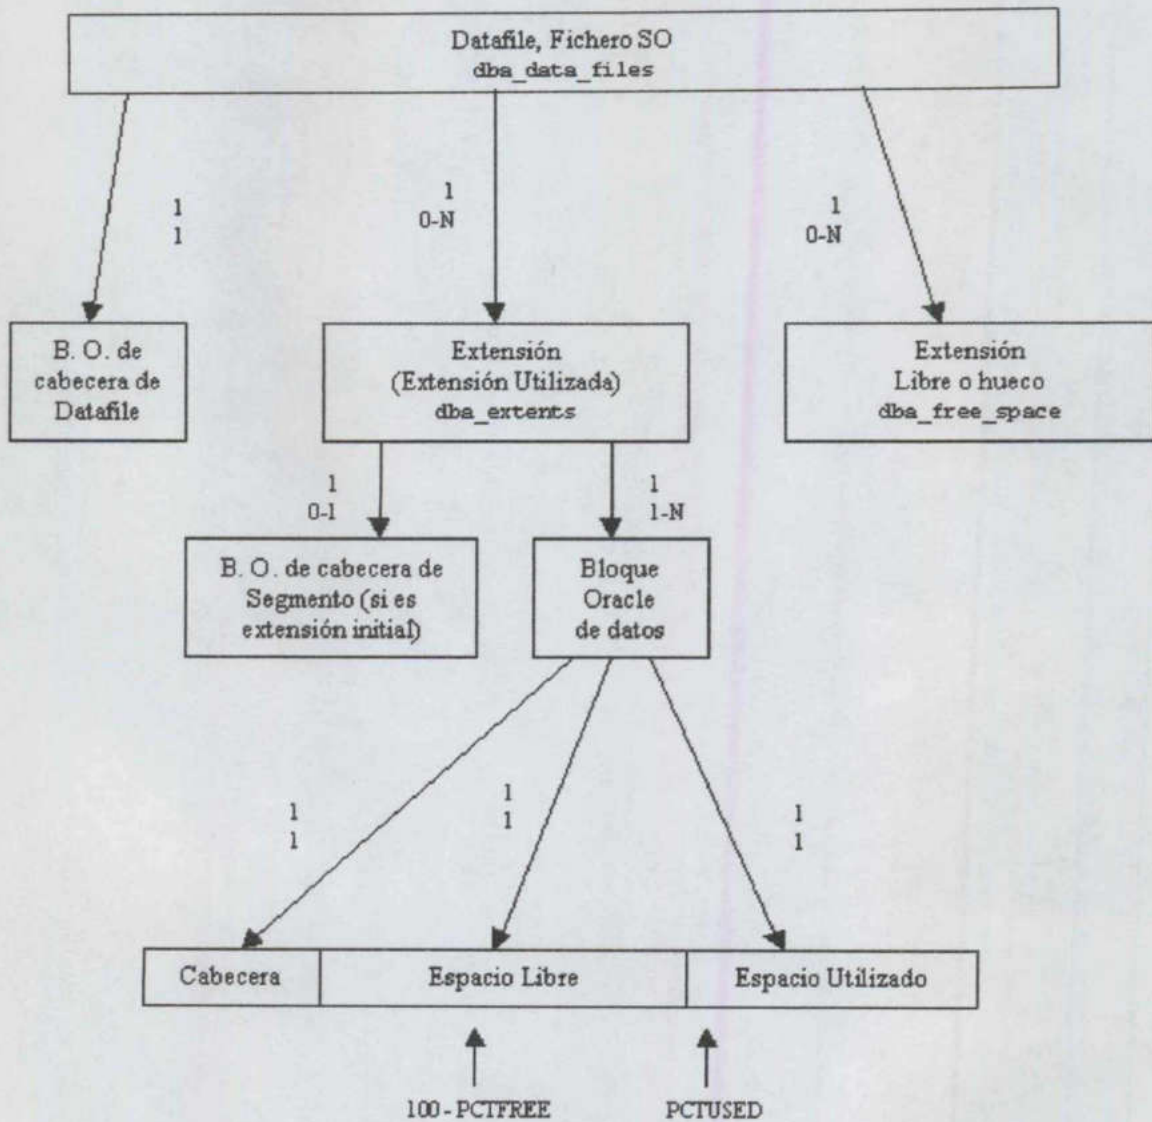 Datafile, Fichero SO
dba_data_files
1
1
1
0-N
1
0-N
B. O. de
cabecera de
Datafile
Extensión
(Extensión Utilizada)
dba_extents
Extensión
Libre o hueco
dba_free_space
1
0-1
1
1-N
B. O. de cabecera de
Segmento (si es
extensión initial)
Bloque
Oracle
de datos
1
1
1
1
1
1
Cabecera
Espacio Libre
Espacio Utilizado
100 - PCTFREE
PCTUSED